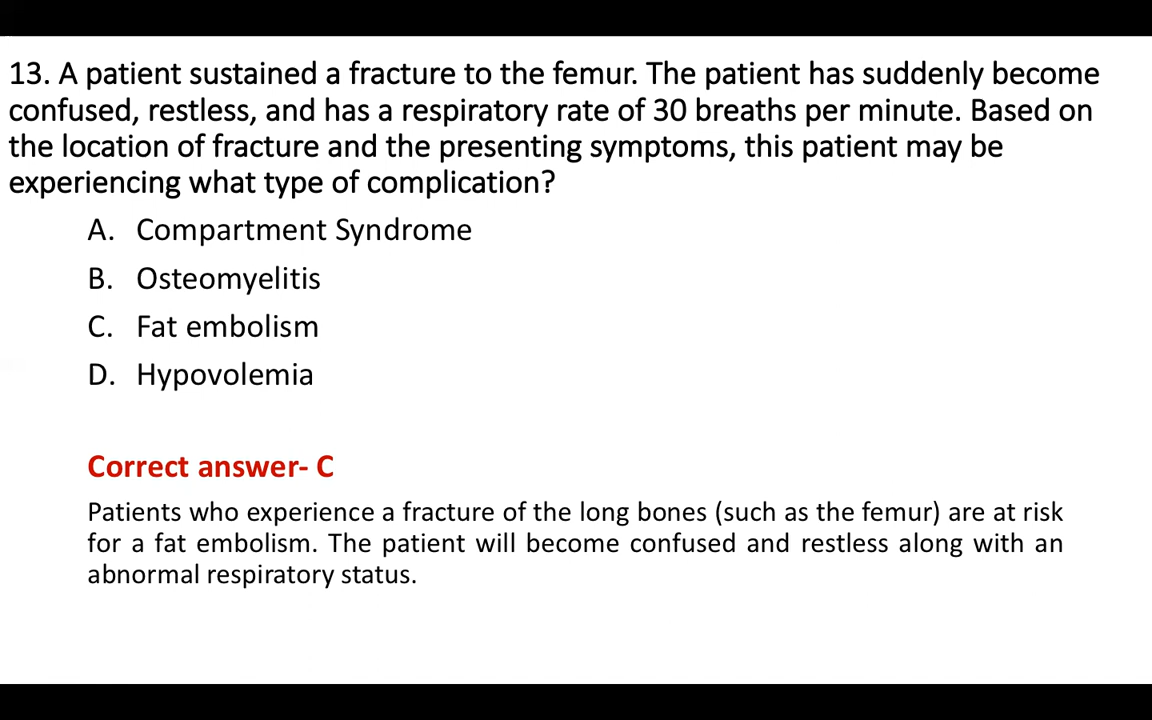 13. A patient sustained a fracture to the femur. The patient has suddenly become
confused, restless, and has a respiratory rate of 30 breaths per minute. Based on
the location of fracture and the presenting symptoms, this patient may be
experiencing what type of complication?
A. Compartment Syndrome
B. Osteomyelitis
C. Fat embolism
D. Hypovolemia
Correct answer- C
Patients who experience a fracture of the long bones (such as the femur) are at risk
for a fat embolism. The patient will become confused and restless along with an
abnormal respiratory status.